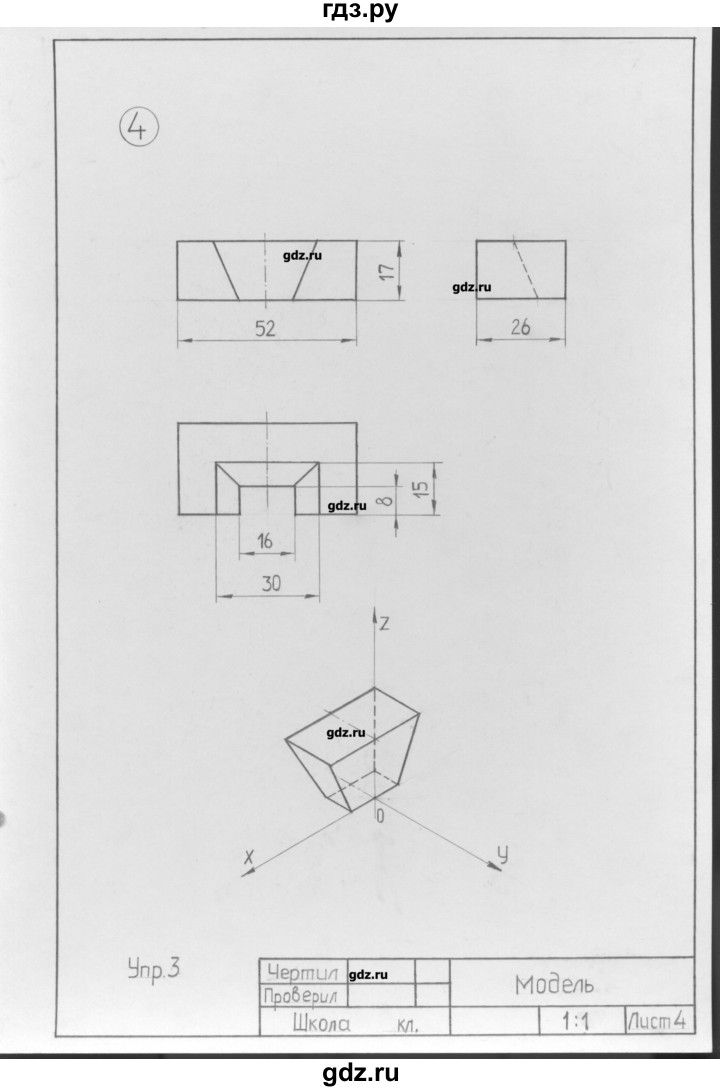 гдз.ру
4
gdz.ru
17
gdz.ru
52
26
8
15
gdz.ru
16
30
Z
gdz.ru
0
X
У
Упр.3
Чертил gdz.ru
Модель
Проверил
Школа кл.
1:1
Лист 4
gdz.ru